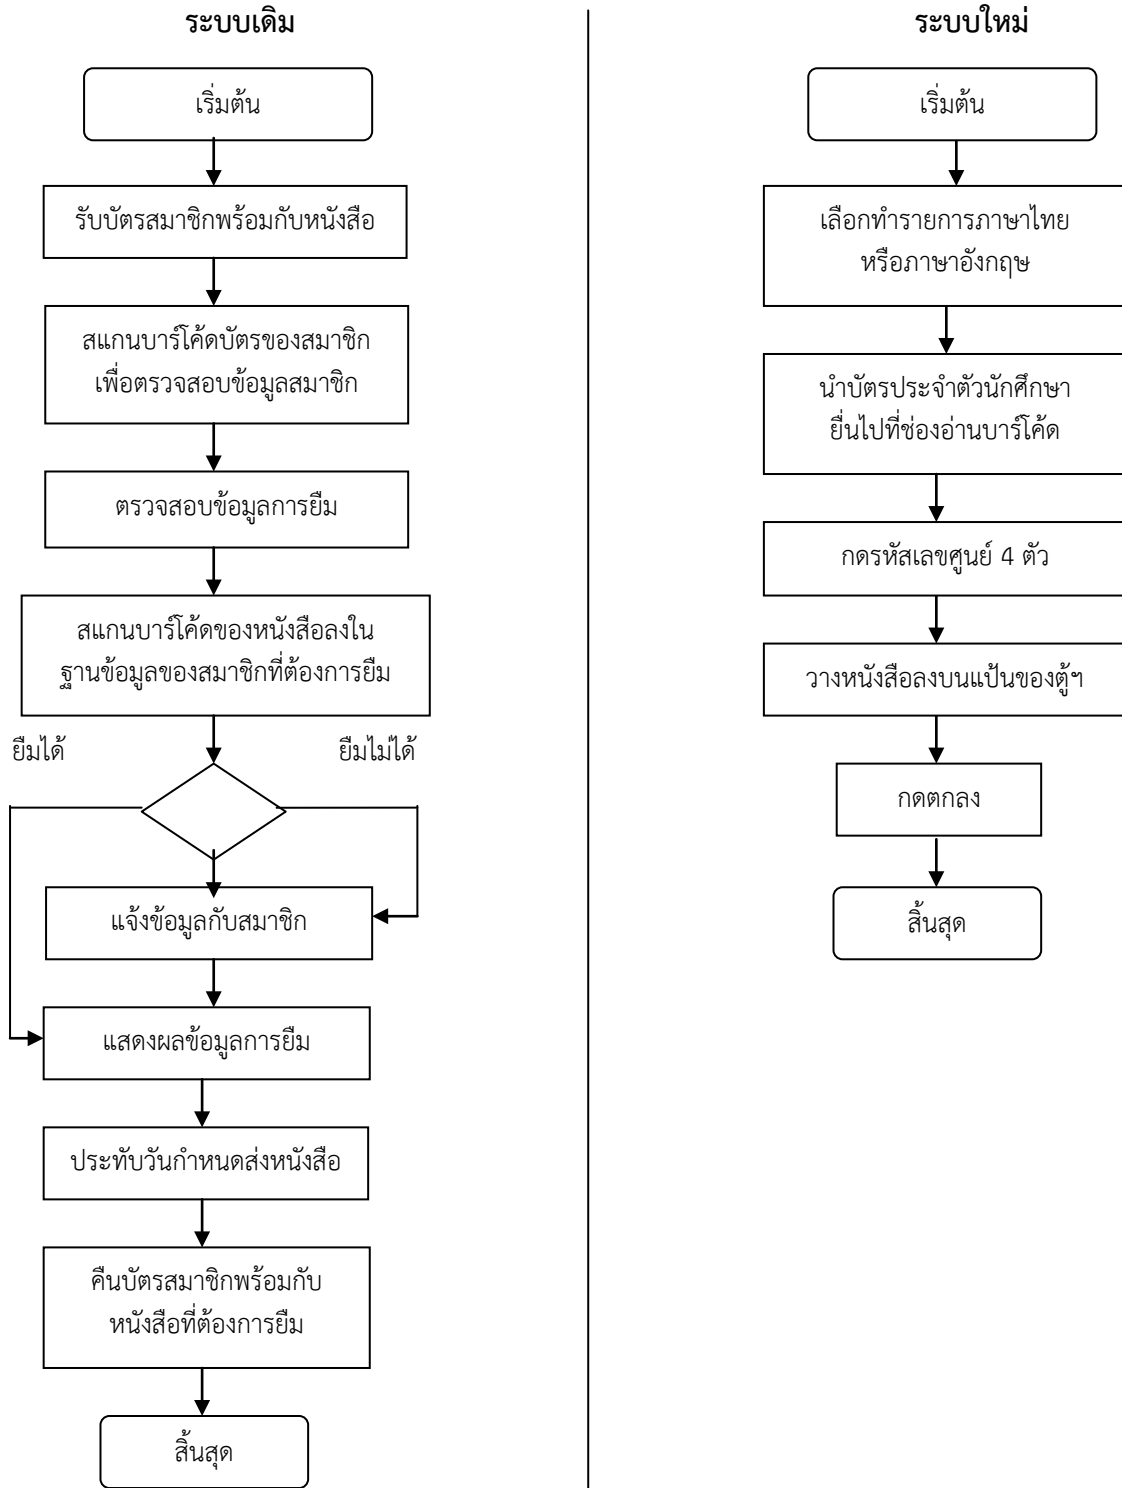 ระบบเดิม
เริ่มต้น
รับบัตรสมาชิกพร้อมกับหนังสือ
สแกนบาร์โค้ดบัตรของสมาชิก
เพื่อตรวจสอบข้อมูลสมาชิก
ตรวจสอบข้อมูลการยืม
สแกนบาร์โค้ดของหนังสือลงใน
ฐานข้อมูลของสมาชิกที่ต้องการยืม
ยืมได้
ยืมไม่ได้
แจ้งข้อมูลกับสมาชิก
แสดงผลข้อมูลการยืม
ประทับวันกำหนดส่งหนังสือ
คืนบัตรสมาชิกพร้อมกับ
หนังสือที่ต้องการยืม
สิ้นสุด
ระบบใหม่
เริ่มต้น
เลือกทำรายการภาษาไทย
หรือภาษาอังกฤษ
นำบัตรประจำตัวนักศึกษา
ยื่นไปที่ช่องอ่านบาร์โค้ด
กดรหัสเลขศูนย์ 4 ตัว
วางหนังสือลงบนแป้นของตู้ฯ
กดตกลง
สิ้นสุด